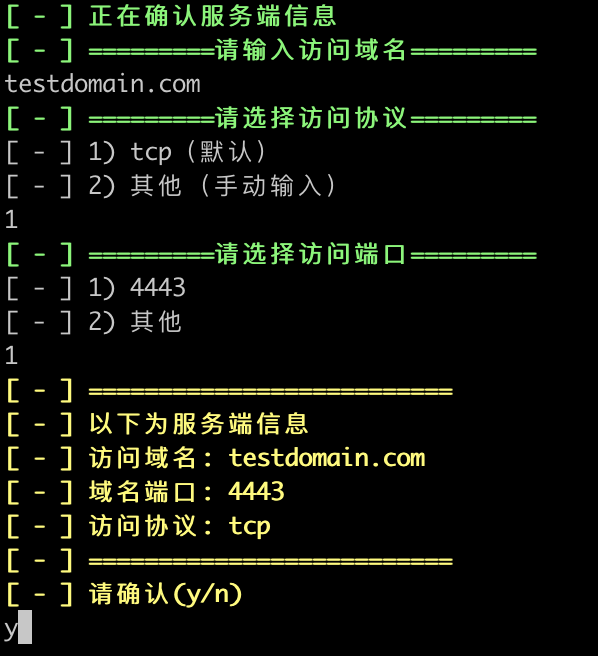 [ - ] 正在确认服务端信息
[ - ] =========请输入访问域名=========
testdomain.com
[ - ] =========请选择访问协议=========
[ - ] 1) tcp（默认）
[ - ] 2) 其他（手动输入）
1
[ - ] =========请选择访问端口=========
[ - ] 1) 4443
[ - ] 2) 其他
1
[ - ] ==========================
[ - ] 以下为服务端信息
[ - ] 访问域名: testdomain.com
[ - ] 域名端口: 4443
[ - ] 访问协议: tcp
[ - ] ==========================
[ - ] 请确认(y/n)
y